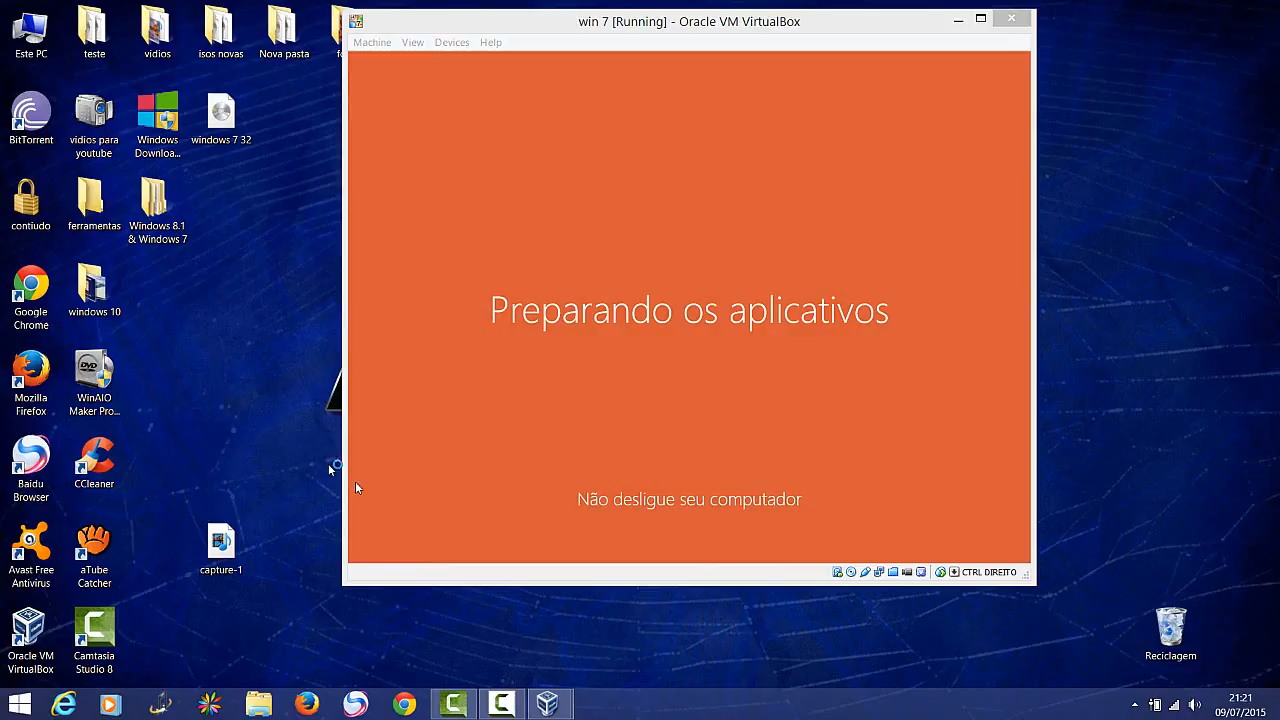 win 7 [Running] - Oracle VM VirtualBox
Machine View Devices Help
Este PC
teste
vidios
isos novas
Nova pasta
BitTorrent
vidios para
youtube
Windows
Downloa...
windows 7 32
contiudo
ferramentas
Windows 8.1
& Windows 7
Google
Chrome
windows 10
Mozilla
Firefox
DVD
WinAIO
Maker Pro...
Baidu
Browser
CCleaner
Avast Free
Antivirus
aTube
Catcher
capture-1
Oracle VM
VirtualBox
Camtasia
Studio 8
Preparando os aplicativos
Não desligue seu computador
CTRL DIREITO
Reciclagem
21:21
09/07/2015